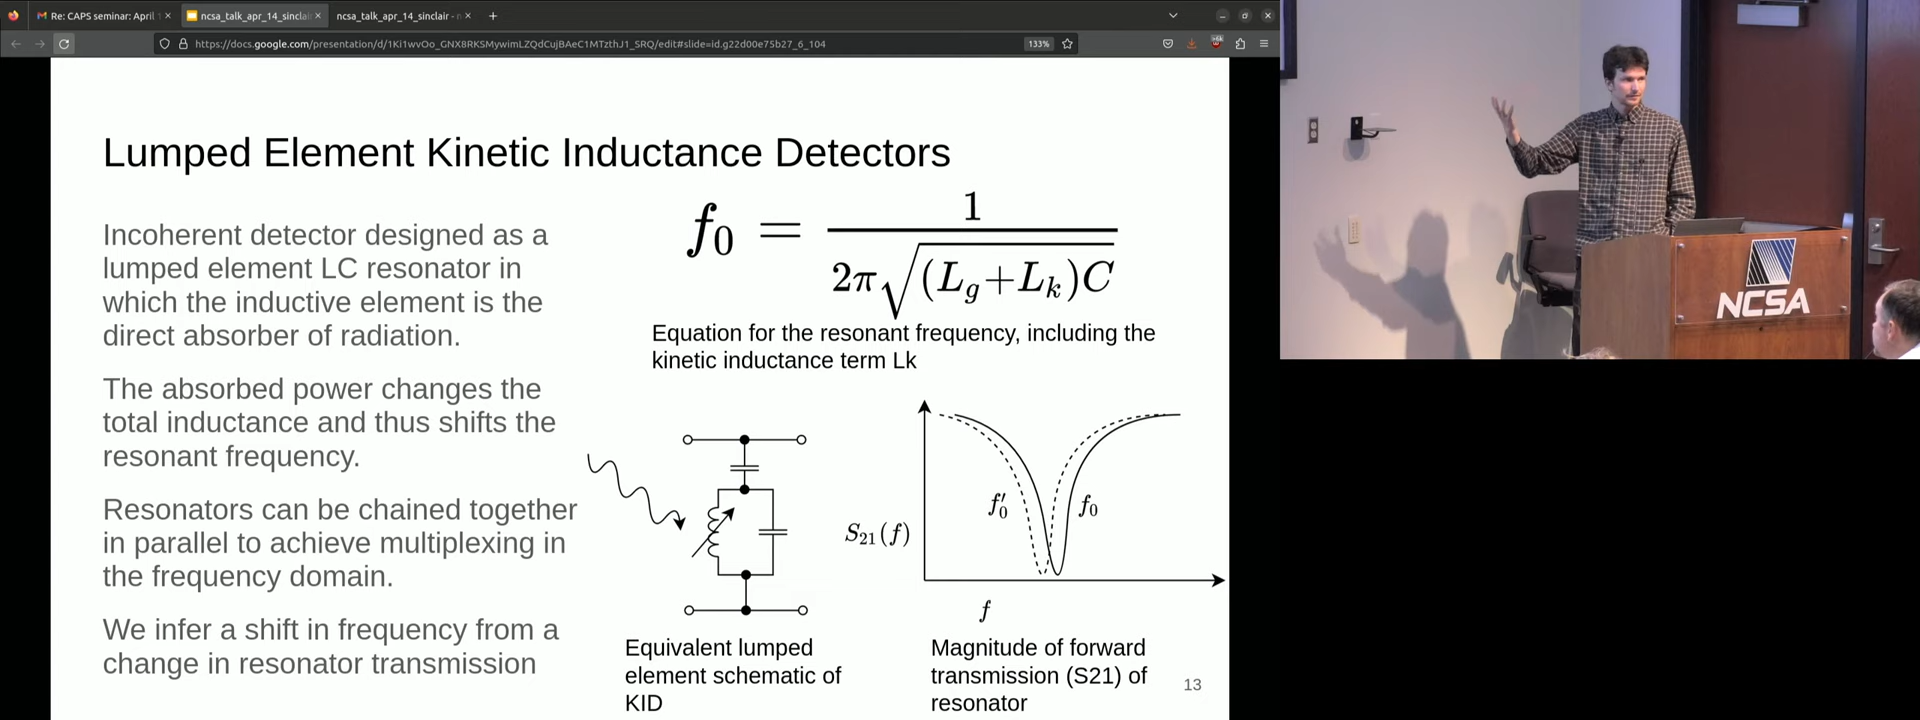 Re: CAPS seminar: April 1
ncsa_talk_apr_14_sinclair
ncsa_talk_apr_14_sinclair - n
https://docs.google.com/presentation/d/1Ki1wvOo_GNX8RKSMywimLZQdCujBAeC1MTzthJ1_SRQ/edit#slide=id.g22d00e75b27_6_104
133%
Lumped Element Kinetic Inductance Detectors
Incoherent detector designed as a
lumped element LC resonator in
which the inductive element is the
direct absorber of radiation.
The absorbed power changes the
total inductance and thus shifts the
resonant frequency.
Resonators can be chained together
in parallel to achieve multiplexing in
the frequency domain.
We infer a shift in frequency from a
change in resonator transmission
f₀ = 1 / 2π√(L_g+L_k)C
Equation for the resonant frequency, including the
kinetic inductance term Lk
Equivalent lumped
element schematic of
KID
S₂₁(f)
f₀′
f₀
f
Magnitude of forward
transmission (S21) of
resonator
13
NCSA